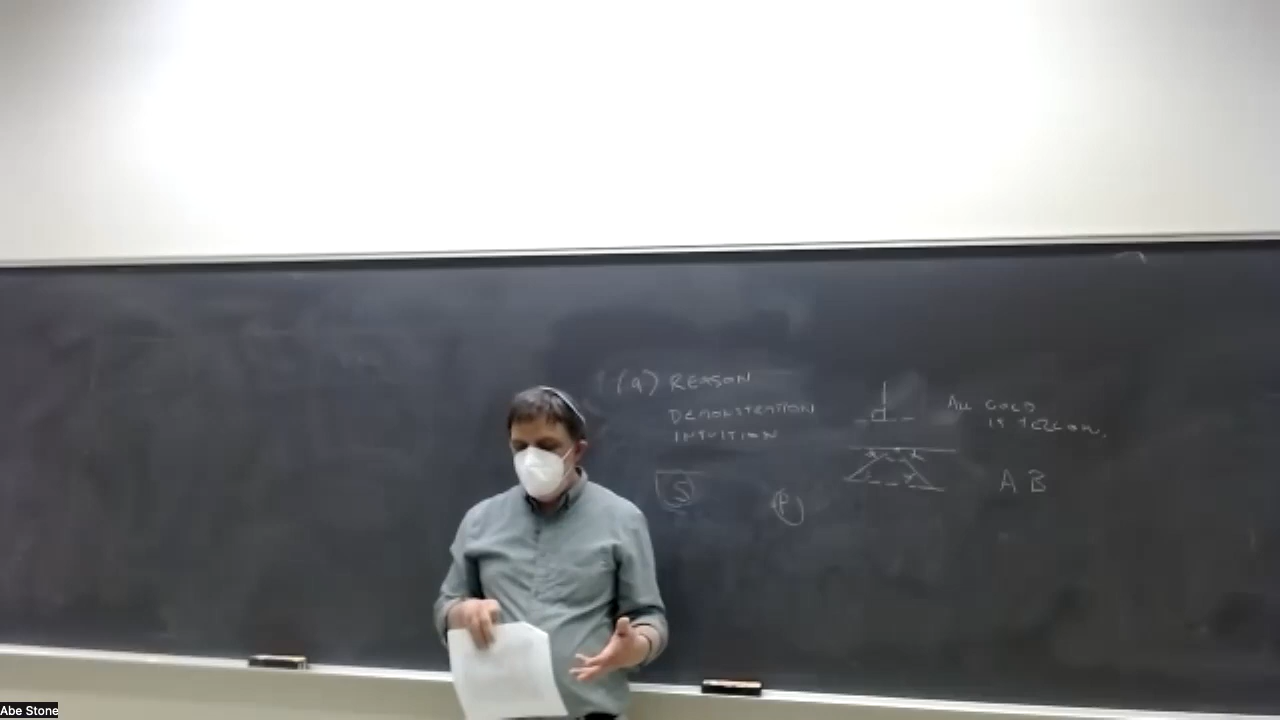 (a) REASON
DEMONSTRATION
INTUITION
S
P
ALL GOLD
IS YELLOW.
A B
Abe Stone